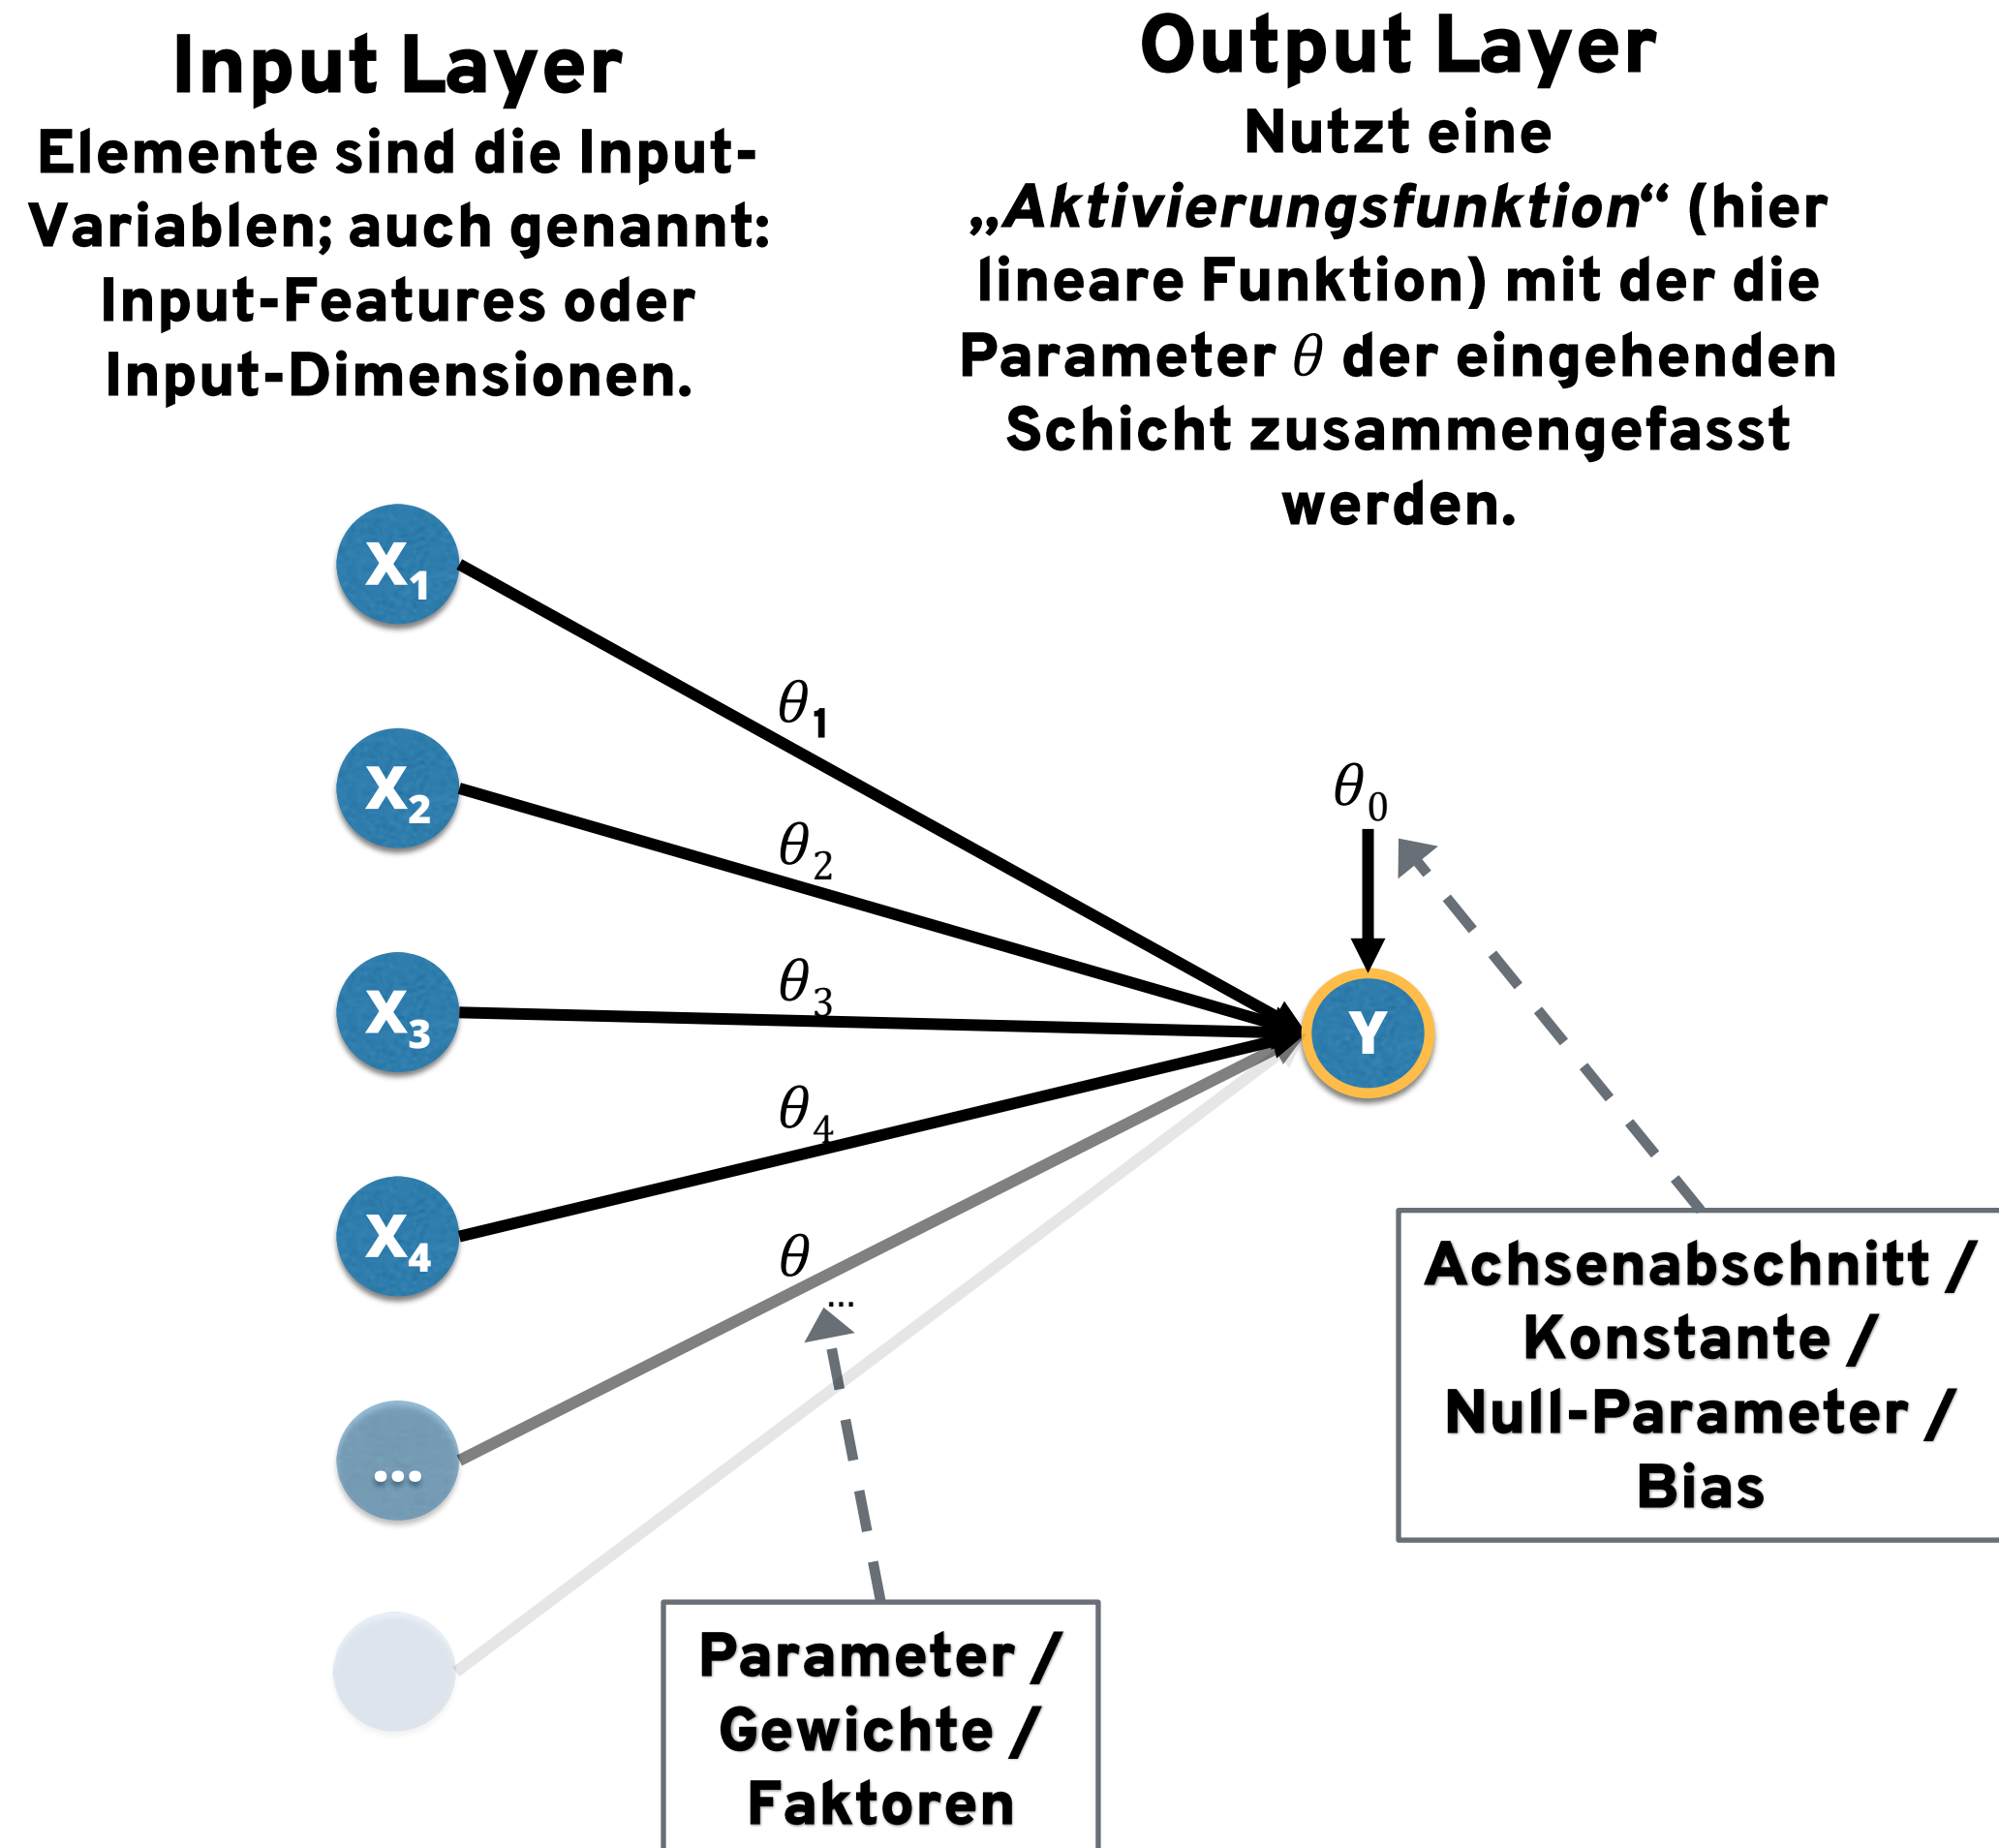 Input Layer
Elemente sind die Input-
Variablen; auch genannt:
Input-Features oder
Input-Dimensionen.
Output Layer
Nutzt eine
„Aktivierungsfunktion“ (hier
lineare Funktion) mit der die
Parameter θ der eingehenden
Schicht zusammengefasst
werden.
X₁
θ₁
X₂
θ₂
θ₀
X₃
θ₃
Y
X₄
θ₄
θ...
...
Achsenabschnitt /
Konstante /
Null-Parameter /
Bias
Parameter /
Gewichte /
Faktoren